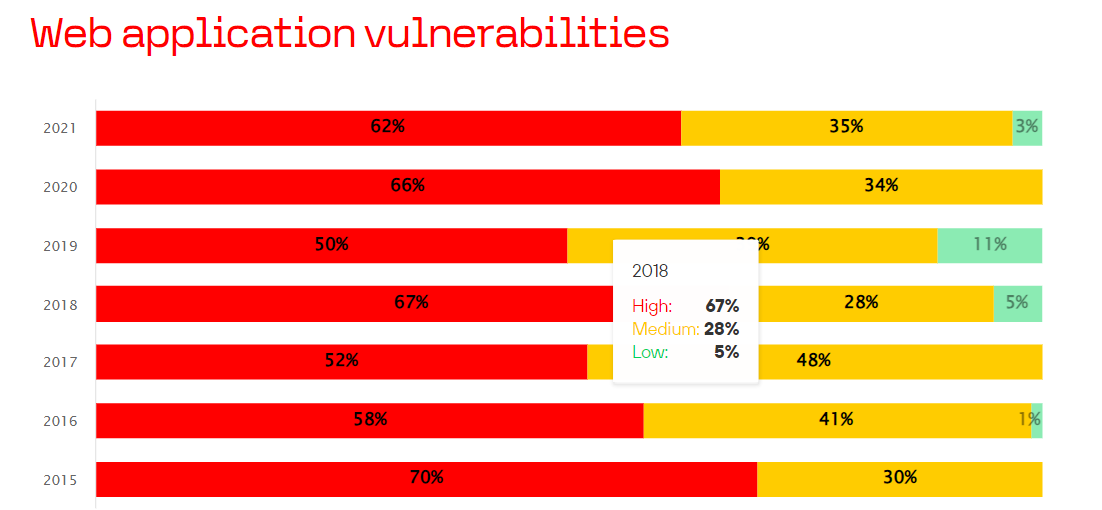 Web application vulnerabilities
2021 62% 35% 3%
2020 66% 34%
2019 50% 11%
2018 67% 28% 5%
2017 52% 48%
2016 58% 41% 1%
2015 70% 30%
2018
High: 67%
Medium: 28%
Low: 5%